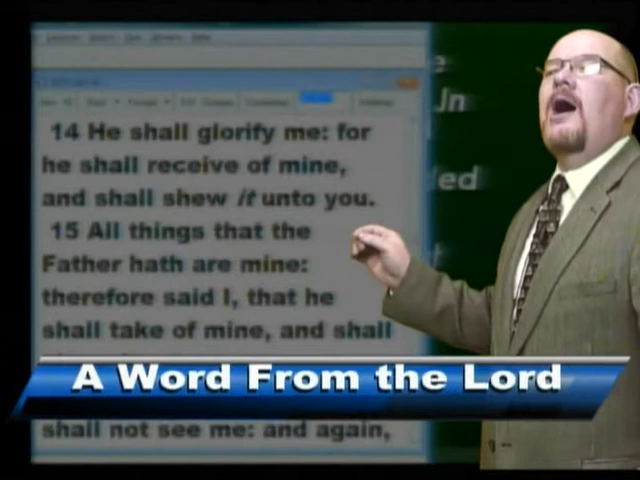 14 He shall glorify me: for
he shall receive of mine,
and shall shew it unto you.
15 All things that the
Father hath are mine:
therefore said I, that he
shall take of mine, and shall
A Word From the Lord
shall not see me: and again,